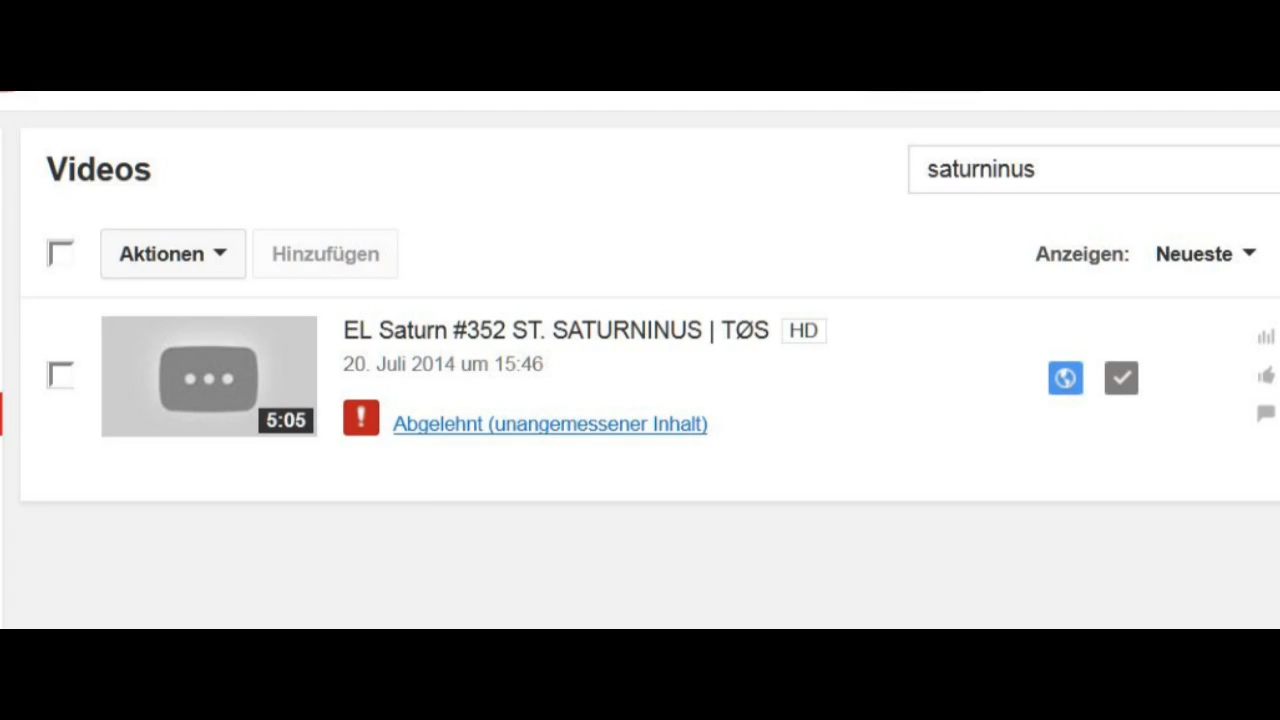 Videos
saturninus
Aktionen
Hinzufügen
Anzeigen:
Neueste
EL Saturn #352 ST. SATURNINUS | TØS HD
20. Juli 2014 um 15:46
5:05
Abgelehnt (unangemessener Inhalt)